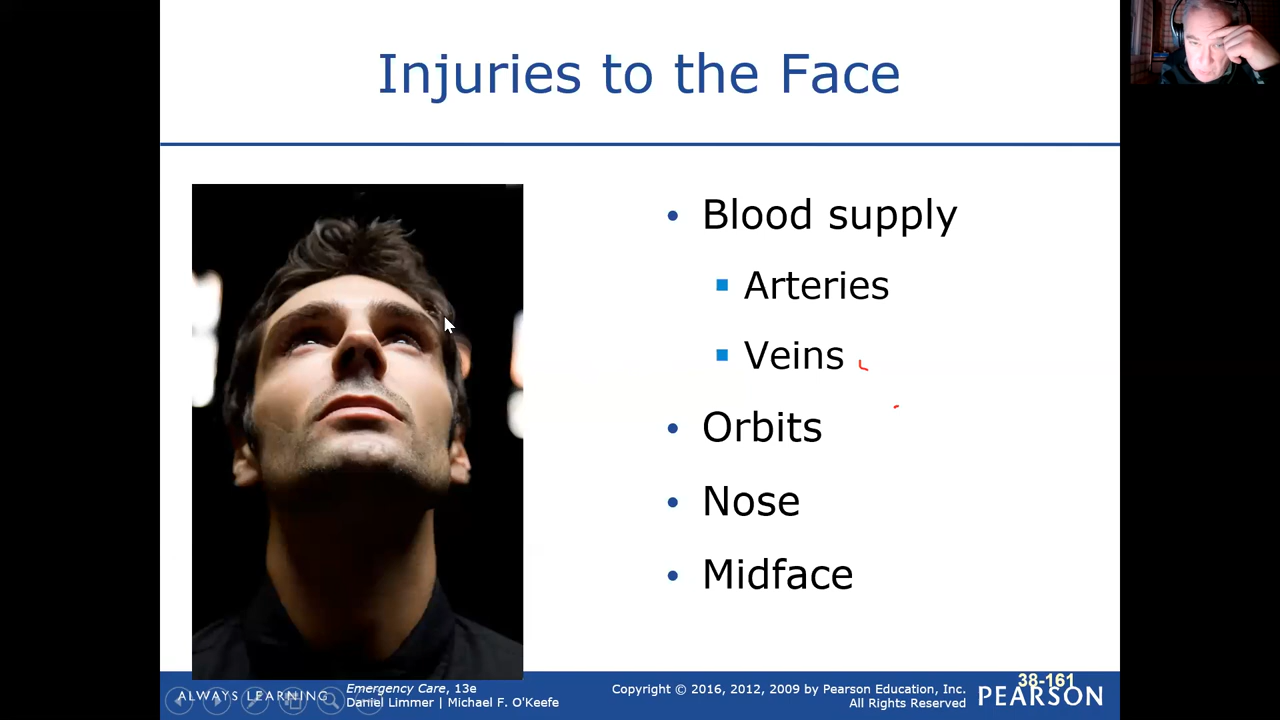 Injuries to the Face
• Blood supply
▪ Arteries
▪ Veins
• Orbits
• Nose
• Midface
ALWAYS LEARNING
Emergency Care, 13e
Daniel Limmer | Michael F. O'Keefe
Copyright © 2016, 2012, 2009 by Pearson Education, Inc.
All Rights Reserved
38-161
PEARSON